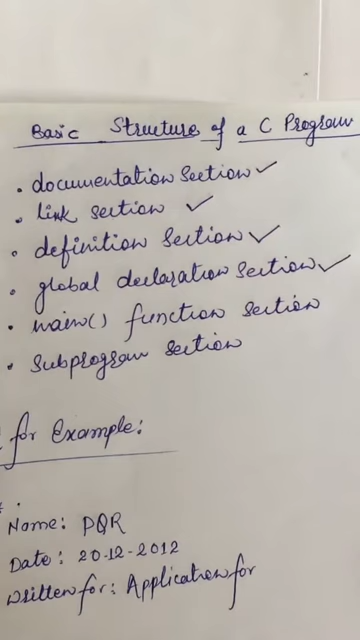 Basic Structure of a C Program
• documentation Section ✓
• link section ✓
• definition Section ✓
• global declaration Section ✓
• main() function section
• Subprogram section
for Example:
Name: PQR
Date: 20-12-2012
written for: Application for